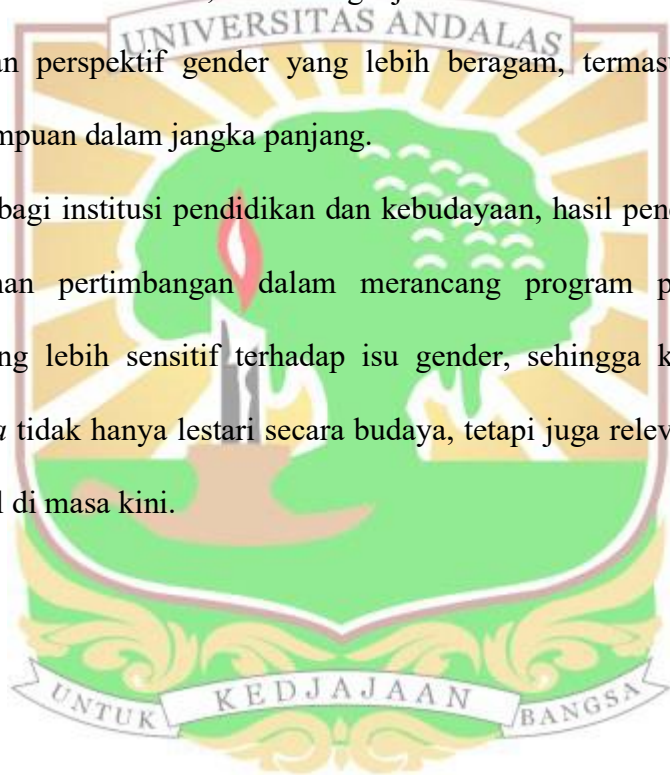 UNIVERSITAS ANDALAS
an perspektif gender yang lebih beragam, termas
mpuan dalam jangka panjang.
bagi institusi pendidikan dan kebudayaan, hasil pen
an pertimbangan dalam merancang program p
ng lebih sensitif terhadap isu gender, sehingga k
a tidak hanya lestari secara budaya, tetapi juga relev
l di masa kini.
UNTUK KEDJAJAAN BANGSA